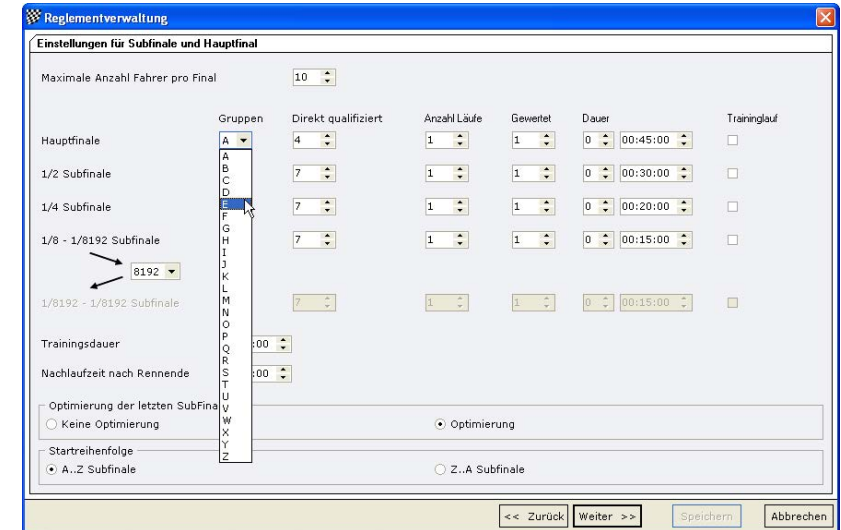 Reglementverwaltung
Einstellungen für Subfinale und Hauptfinal
Maximale Anzahl Fahrer pro Final 10
Gruppen Direkt qualifiziert Anzahl Läufe Gewertet Dauer Traininglauf
Hauptfinale A 4 1 1 0 00:45:00
1/2 Subfinale 7 1 1 0 00:30:00
1/4 Subfinale 7 1 1 0 00:20:00
1/8 - 1/8192 Subfinale 7 1 1 0 00:15:00
8192
1/8192 - 1/8192 Subfinale 7 1 1 0 00:15:00
A
B
C
D
E
F
G
H
I
J
K
L
M
N
O
P
Q
R
S
T
U
V
W
X
Y
Z
Trainingsdauer :00
Nachlaufzeit nach Rennende :00
Optimierung der letzten SubFina
Keine Optimierung Optimierung
Startreihenfolge
A..Z Subfinale Z..A Subfinale
<< Zurück Weiter >> Speichern Abbrechen